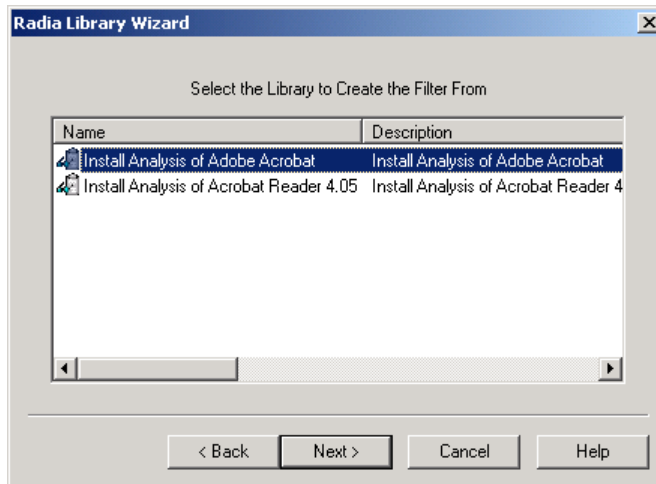 Radia Library Wizard
Select the Library to Create the Filter From
Name Description
Install Analysis of Adobe Acrobat Install Analysis of Adobe Acrobat
Install Analysis of Acrobat Reader 4.05 Install Analysis of Acrobat Reader 4
< Back Next > Cancel Help